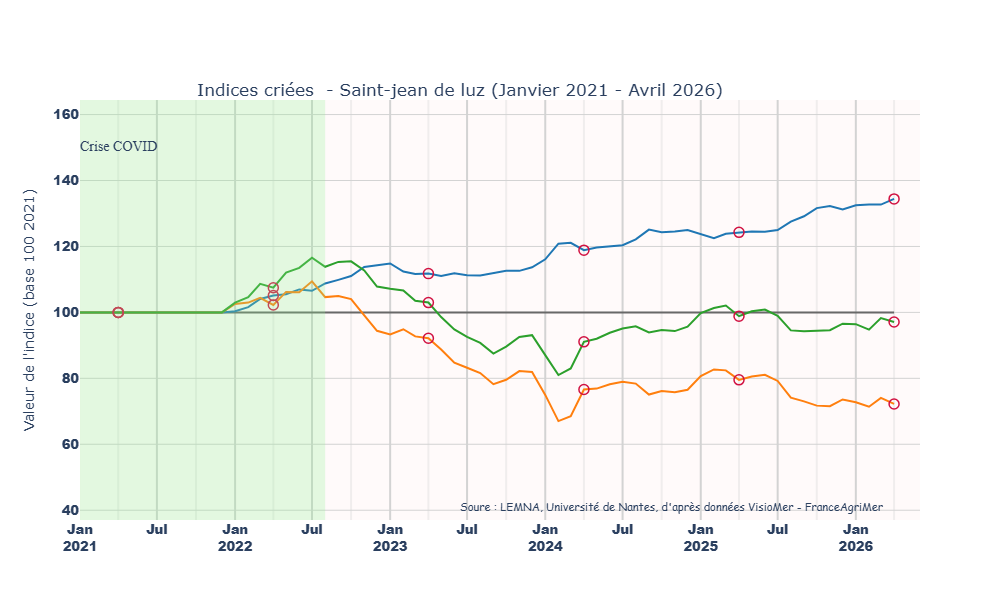 Indices criées  - Saint-jean de luz (Janvier 2021 - Avril 2026)
Valeur de l'indice (base 100 2021)
160
Crise COVID
140
120
100
80
60
40
Soure : LEMNA, Université de Nantes, d'après données VisioMer - FranceAgriMer
Jan Jul Jan Jul Jan Jul Jan Jul Jan Jul Jan
2021 2022 2023 2024 2025 2026